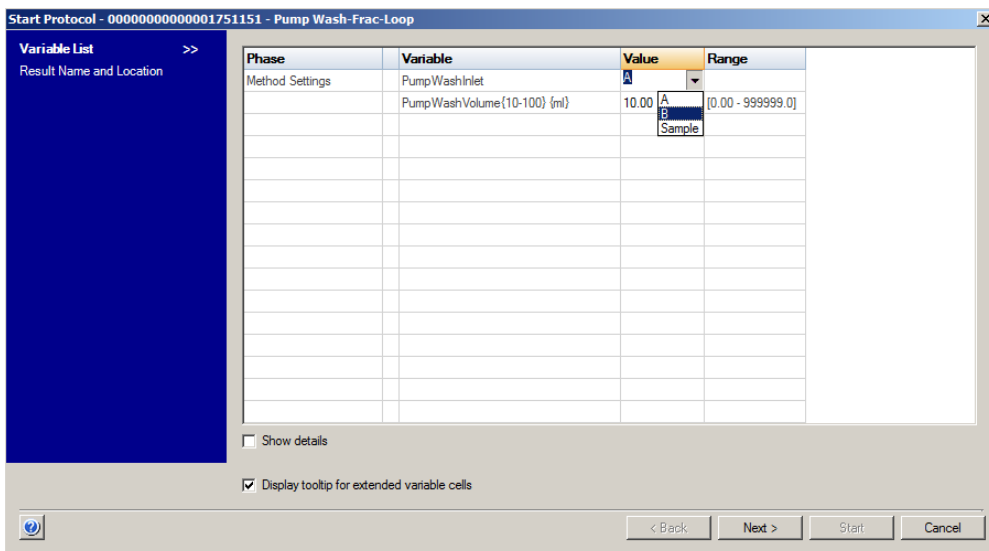 Start Protocol - 00000000000001751151 - Pump Wash-Frac-Loop
Variable List >>
Result Name and Location
Phase Variable Value Range
Method Settings PumpWashInlet A
PumpWashVolume{10-100} {ml} 10.00 [0.00 - 999999.0]
A
B
Sample
Show details
Display tooltip for extended variable cells
? < Back Next > Start Cancel